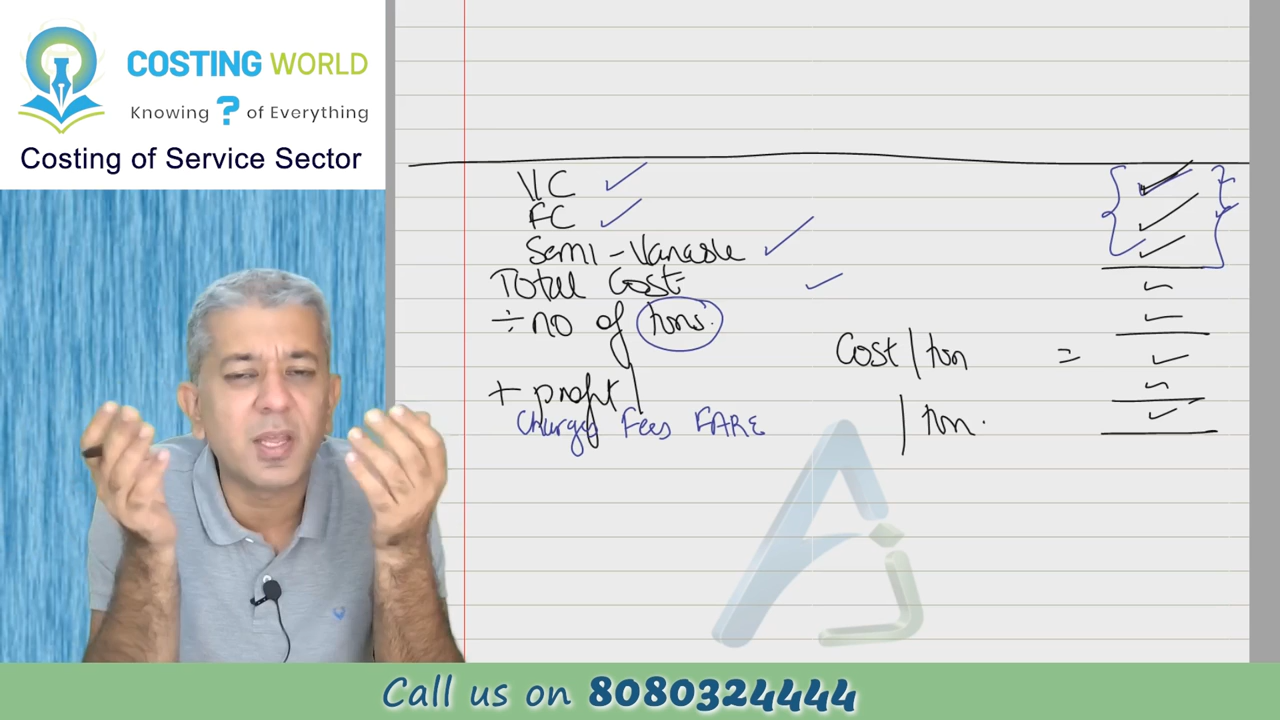 COSTING WORLD
Knowing ? of Everything
Costing of Service Sector
VC
FC
Semi-Variable
Total Cost
÷ no of tons.
Cost/ton =
+ profit/
Charges Fees FARE /ton.
Call us on 8080324444